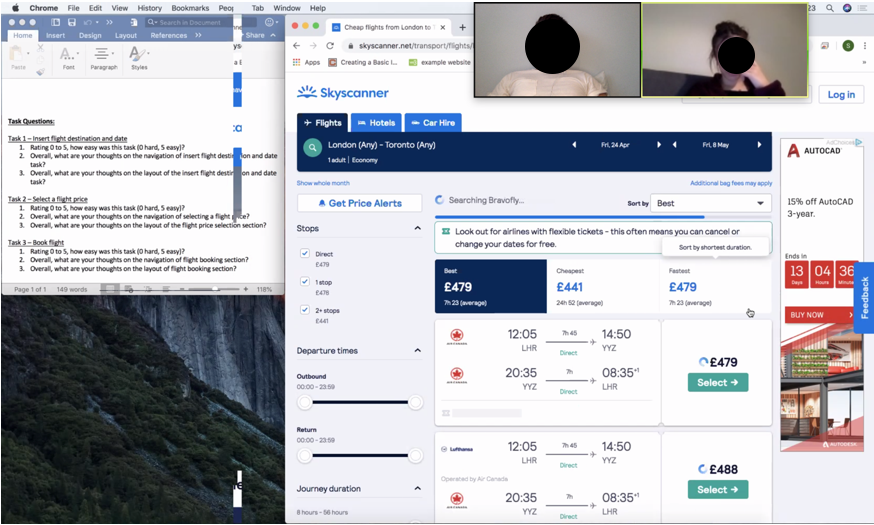 Chrome File Edit View History Bookmarks Peo Tab Window Help
Search in Document
Home Insert Design Layout References Share
Paste Font Paragraph Styles
Task Questions:
Task 1 – Insert flight destination and date
1. Rating 0 to 5, how easy was this task (0 hard, 5 easy)?
2. Overall, what are your thoughts on the navigation of insert flight destination and date
task?
3. Overall, what are your thoughts on the layout of the insert flight destination and date
task?
Task 2 – Select a flight price
1. Rating 0 to 5, how easy was this task (0 hard, 5 easy)?
2. Overall, what are your thoughts on the navigation of selecting a flight price?
3. Overall, what are your thoughts on the layout of the flight price selection section?
Task 3 – Book flight
1. Rating 0 to 5, how easy was this task (0 hard, 5 easy)?
2. Overall, what are your thoughts on the navigation of flight booking section?
3. Overall, what are your thoughts on the layout of flight booking section?
Page 1 of 1 149 words 118%
Cheap flights from London to
skyscanner.net/transport/flights/
Apps Creating a Basic I... example website
S
Skyscanner
Log in
Flights Hotels Car Hire
London (Any) - Toronto (Any)
1 adult Economy
Fri, 24 Apr Fri, 8 May
Show whole month
Additional bag fees may apply
Get Price Alerts
Searching Bravofly...
Sort by Best
Look out for airlines with flexible tickets - this often means you can cancel or
change your dates for free.
Sort by shortest duration.
Stops
Direct
£479
1 stop
£478
2+ stops
£441
Best
£479
7h 23 (average)
Cheapest
£441
24h 52 (average)
Fastest
£479
7h 23 (average)
Departure times
Outbound
00:00 - 23:59
Return
00:00 - 23:59
Journey duration
8 hours - 56 hours
AIR CANADA
12:05 7h 45 14:50
LHR Direct YYZ
AIR CANADA
20:35 7h 08:35+1
YYZ Direct LHR
£479
Select
Lufthansa
12:05 7h 45 14:50
LHR Direct YYZ
Operated by Air Canada
20:35 7h 08:35+1
YYZ Direct LHR
£488
Select
AdChoices
AUTOCAD
15% off AutoCAD
3-year.
Ends In
13 04 36
Days Hours Minutes
BUY NOW
AUTODESK
Feedback